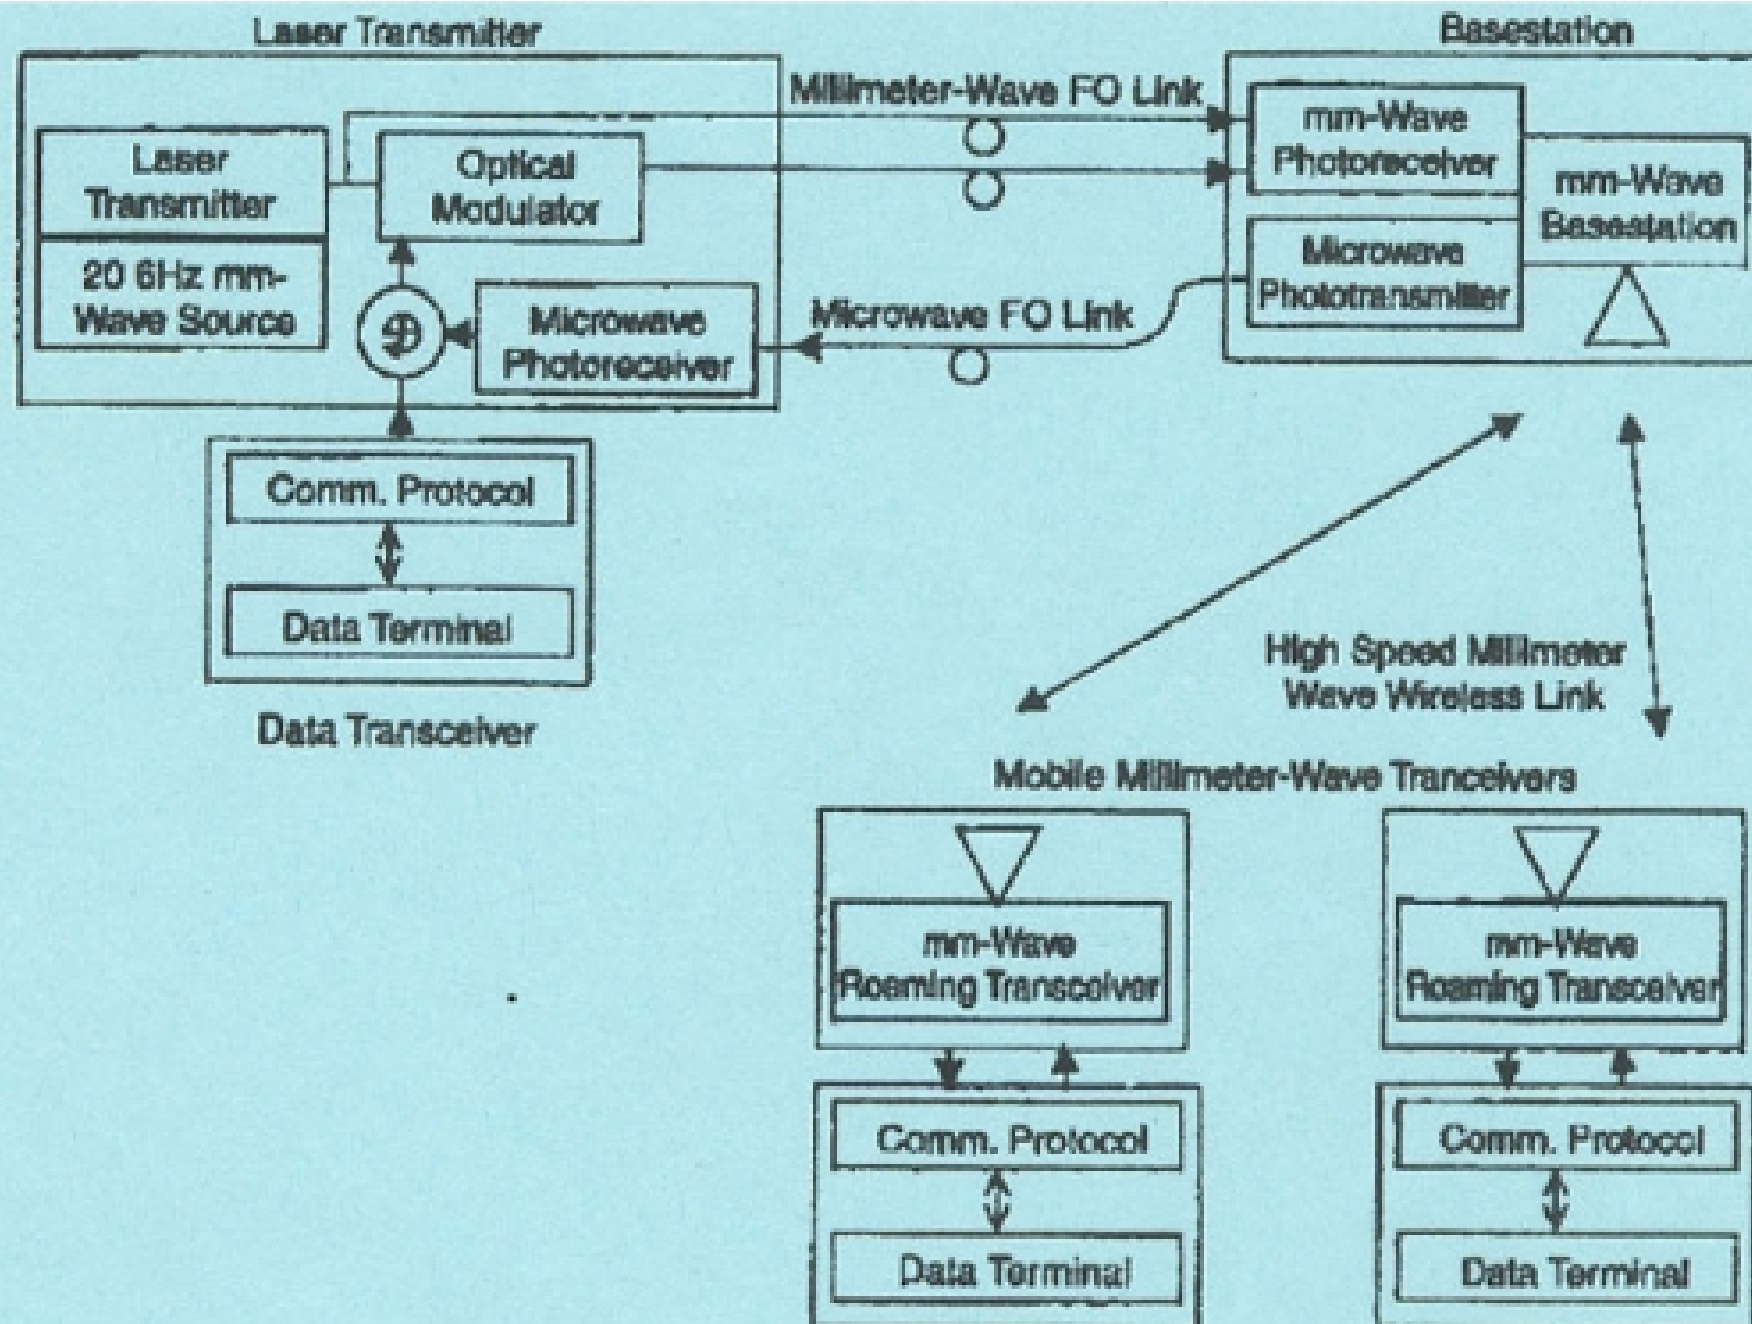 Laser Transmitter
Basestation
Millimeter-Wave FO Link
Laser
Transmitter
Optical
Modulator
mm-Wave
Photoreceiver
mm-Wave
Basestation
20 6Hz mm-
Wave Source
Microwave
Photoreceiver
Microwave FO Link
Microwave
Phototransmitter
Comm. Protocol
Data Terminal
Data Transceiver
High Speed Millimeter
Wave Wireless Link
Mobile Millimeter-Wave Tranceivers
mm-Wave
Roaming Transceiver
mm-Wave
Roaming Transceiver
Comm. Protocol
Comm. Protocol
Data Terminal
Data Terminal